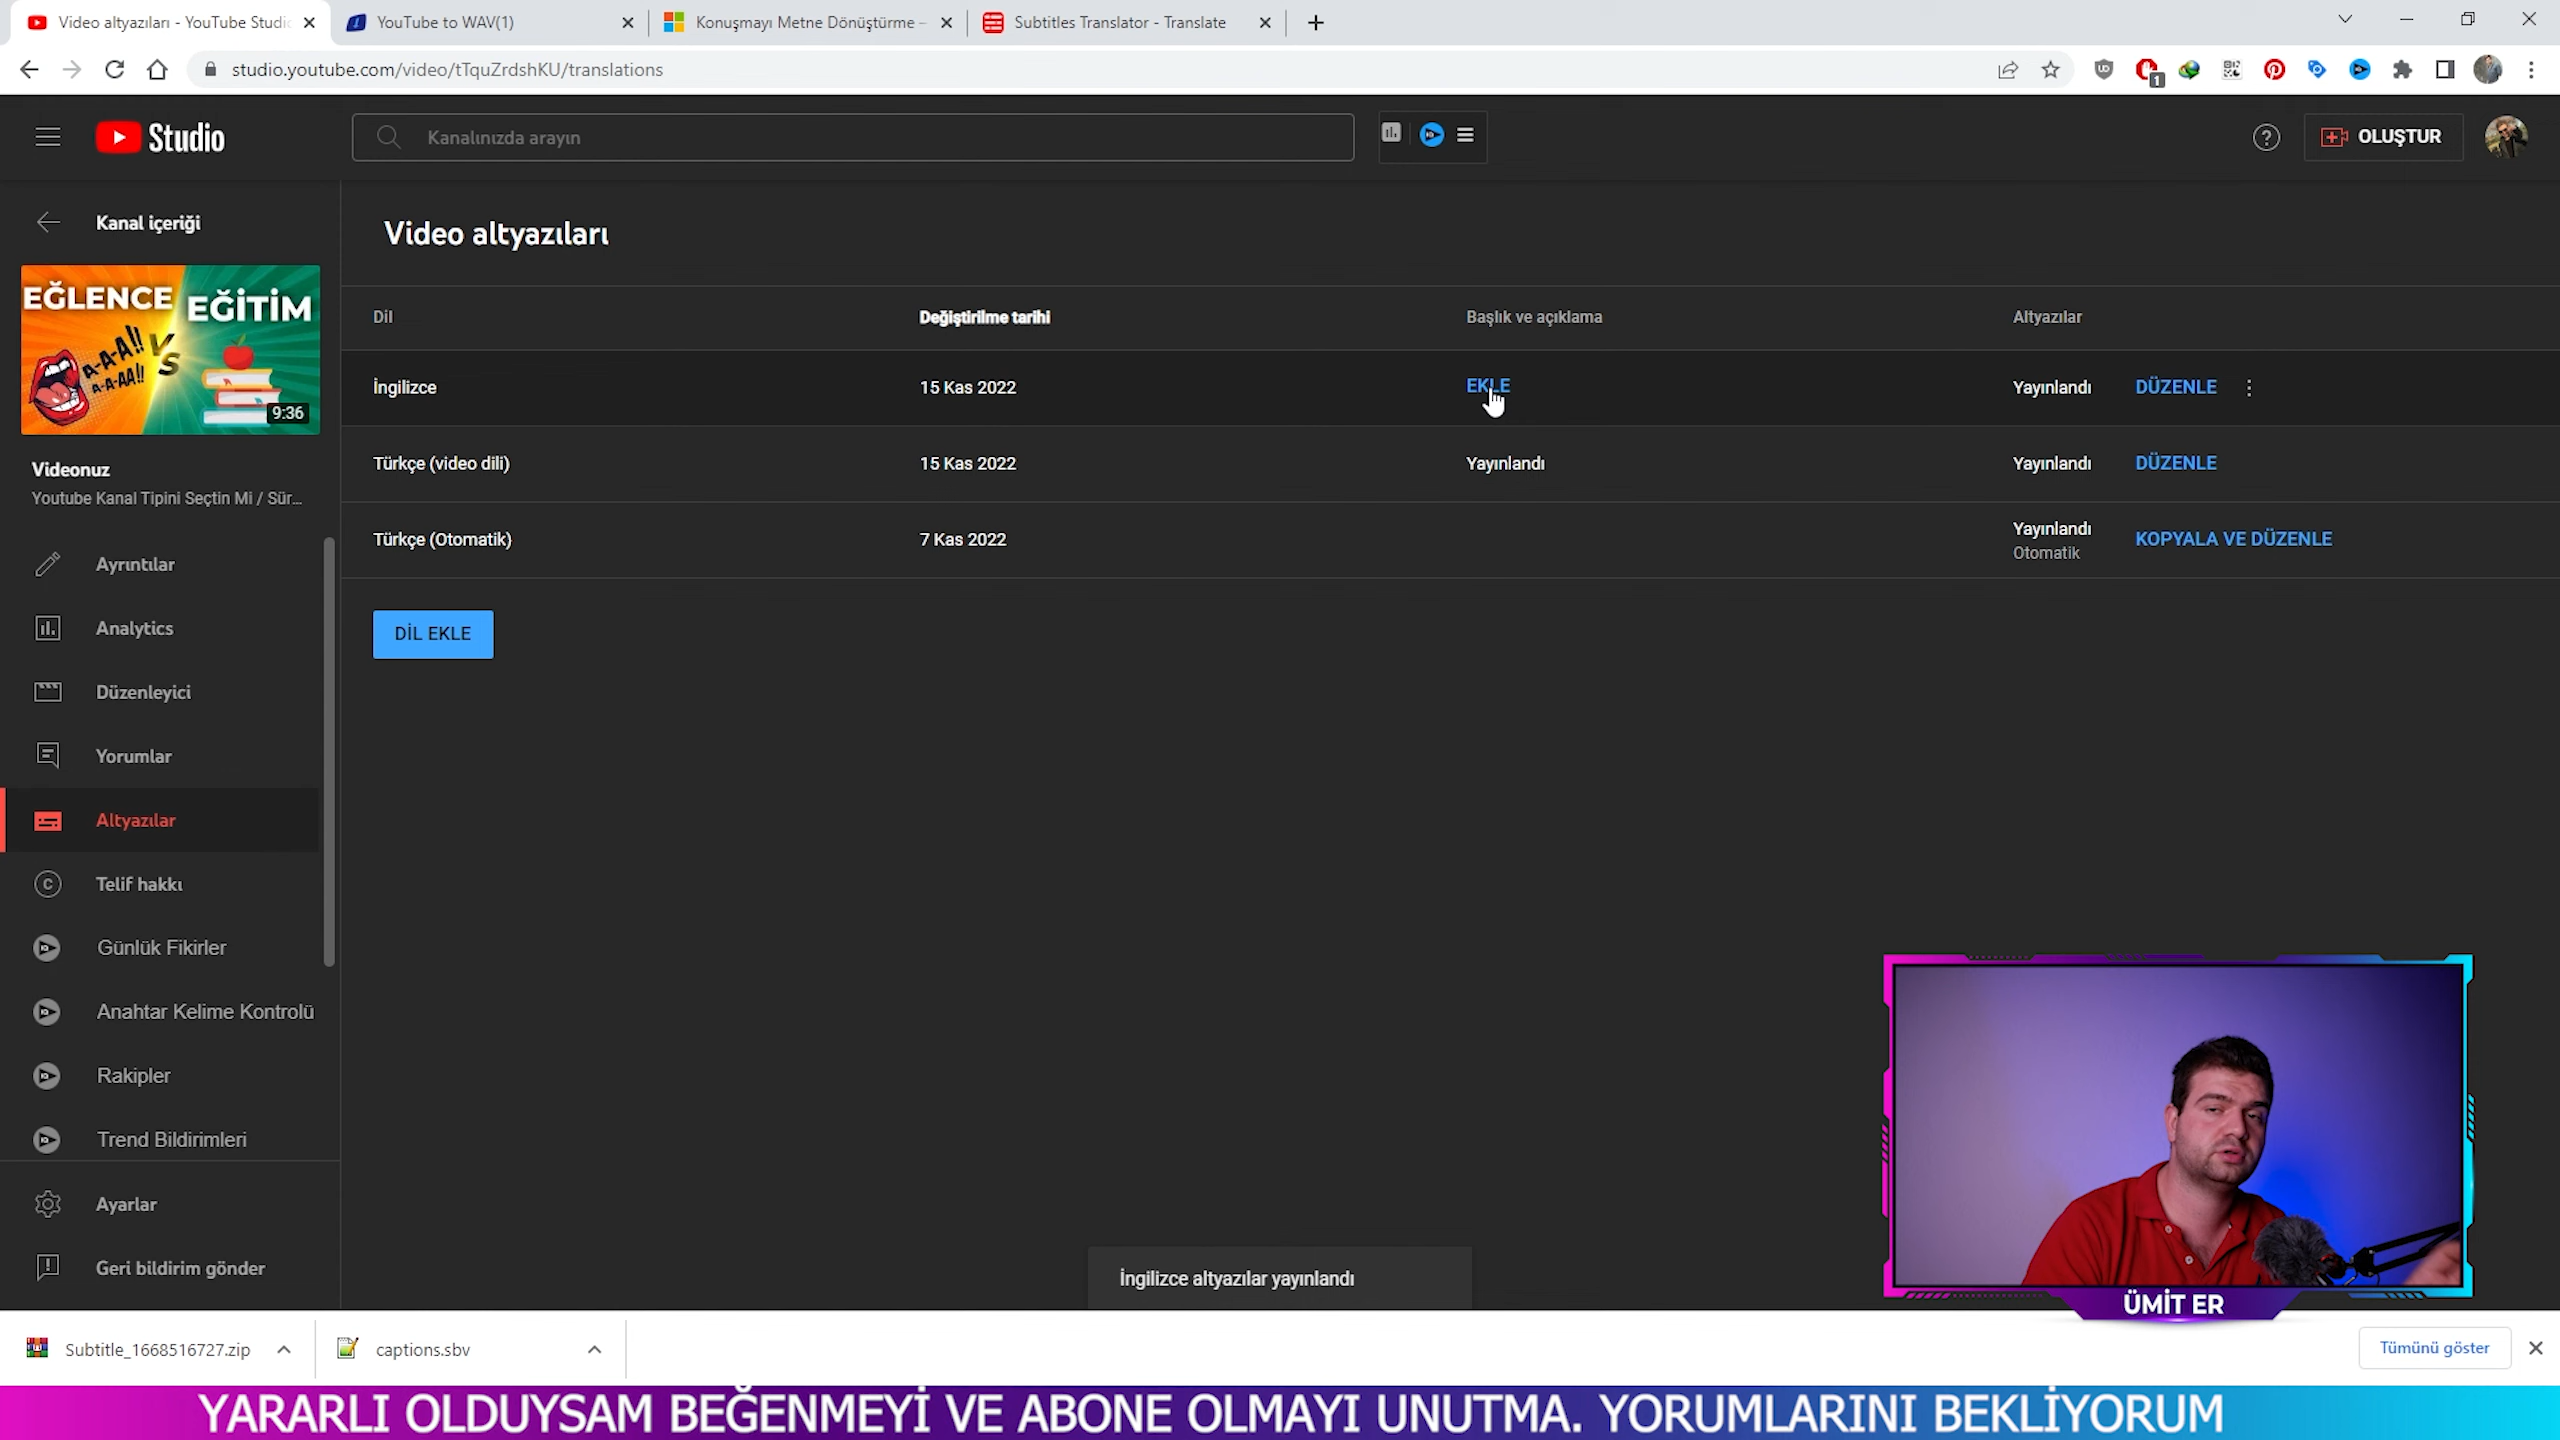 Video altyazıları - YouTube Studio
YouTube to WAV(1)
Konuşmayı Metne Dönüştürme –
Subtitles Translator - Translate
studio.youtube.com/video/tTquZrdshKU/translations
1
Studio
Kanalınızda arayın
OLUŞTUR
Kanal içeriği
EĞLENCE
EĞİTİM
A-A-A!!
A-A-AA!!
VS
9:36
Videonuz
Youtube Kanal Tipini Seçtin Mi / Sür...
Ayrıntılar
Analytics
Düzenleyici
Yorumlar
Altyazılar
Telif hakkı
Günlük Fikirler
Anahtar Kelime Kontrolü
Rakipler
Trend Bildirimleri
Ayarlar
Geri bildirim gönder
Video altyazıları
Dil
Değiştirilme tarihi
Başlık ve açıklama
Altyazılar
İngilizce
15 Kas 2022
EKLE
Yayınlandı
DÜZENLE
Türkçe (video dili)
15 Kas 2022
Yayınlandı
Yayınlandı
DÜZENLE
Türkçe (Otomatik)
7 Kas 2022
Yayınlandı
Otomatik
KOPYALA VE DÜZENLE
DİL EKLE
İngilizce altyazılar yayınlandı
ÜMİT ER
Subtitle_1668516727.zip
captions.sbv
Tümünü göster
YARARLI OLDUYSAM BEĞENMEYİ VE ABONE OLMAYI UNUTMA. YORUMLARINI BEKLİYORUM